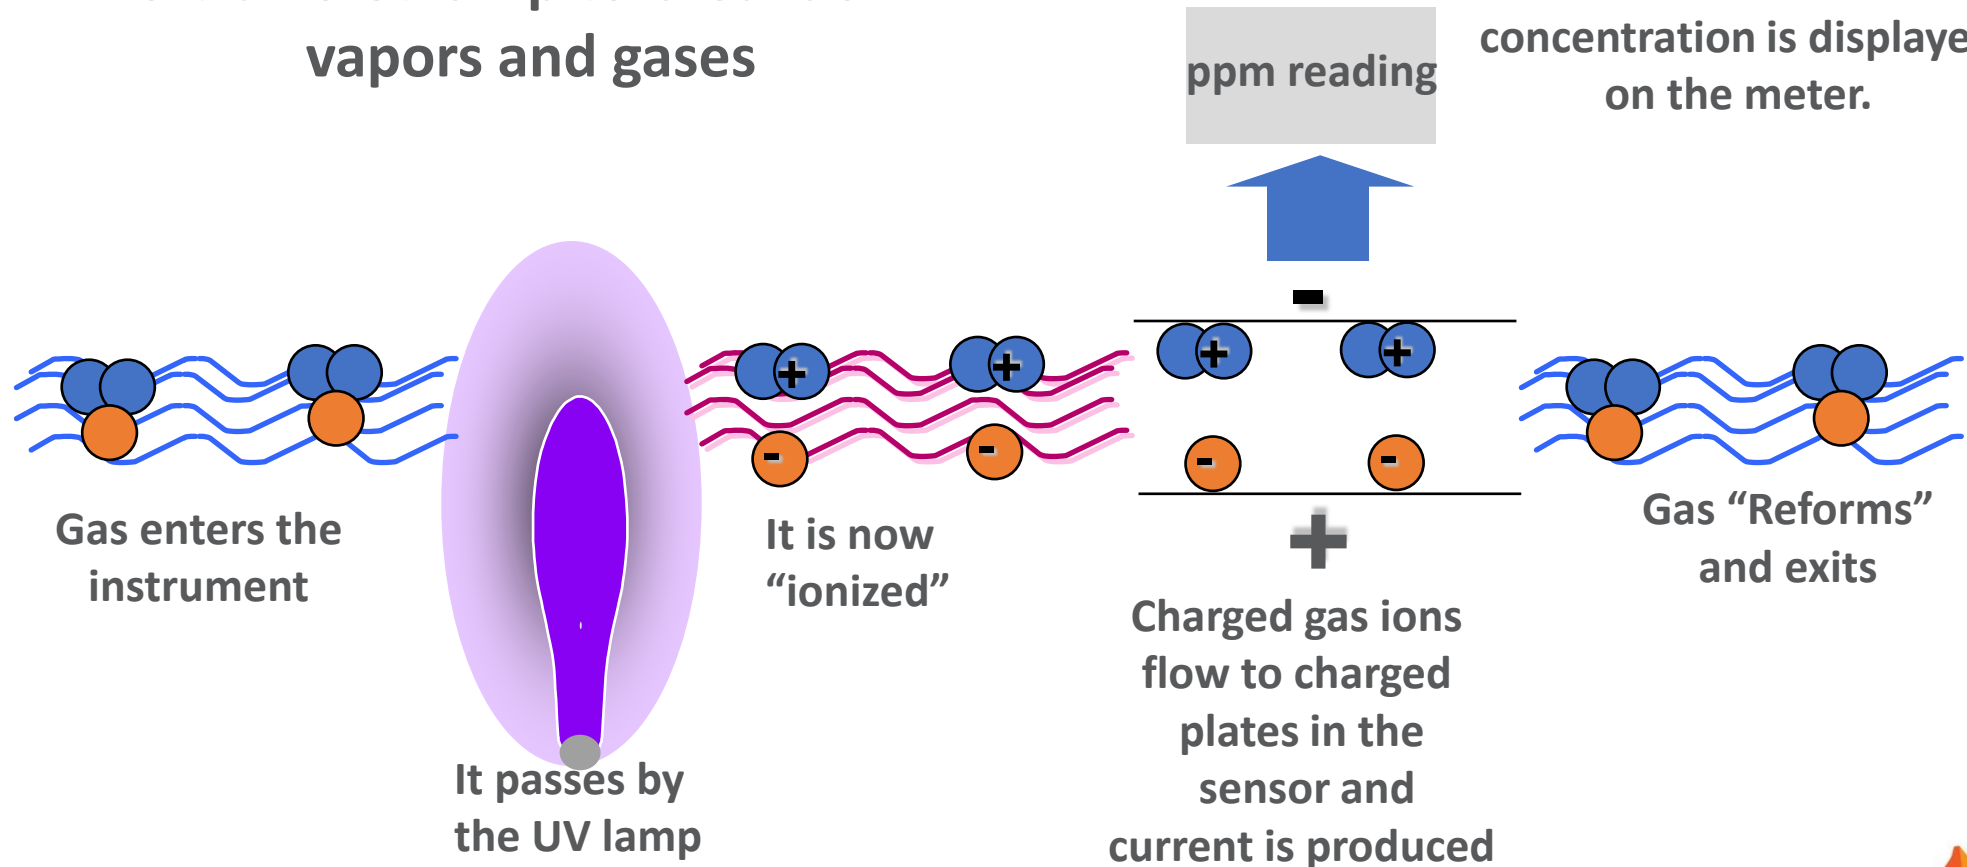 vapors and gases
ppm reading
concentration is displaye
on the meter.
-
+
+
+
+
-
-
-
-
Gas enters the
instrument
It passes by
the UV lamp
It is now
“ionized”
+
Charged gas ions
flow to charged
plates in the
sensor and
current is produced
Gas “Reforms”
and exits